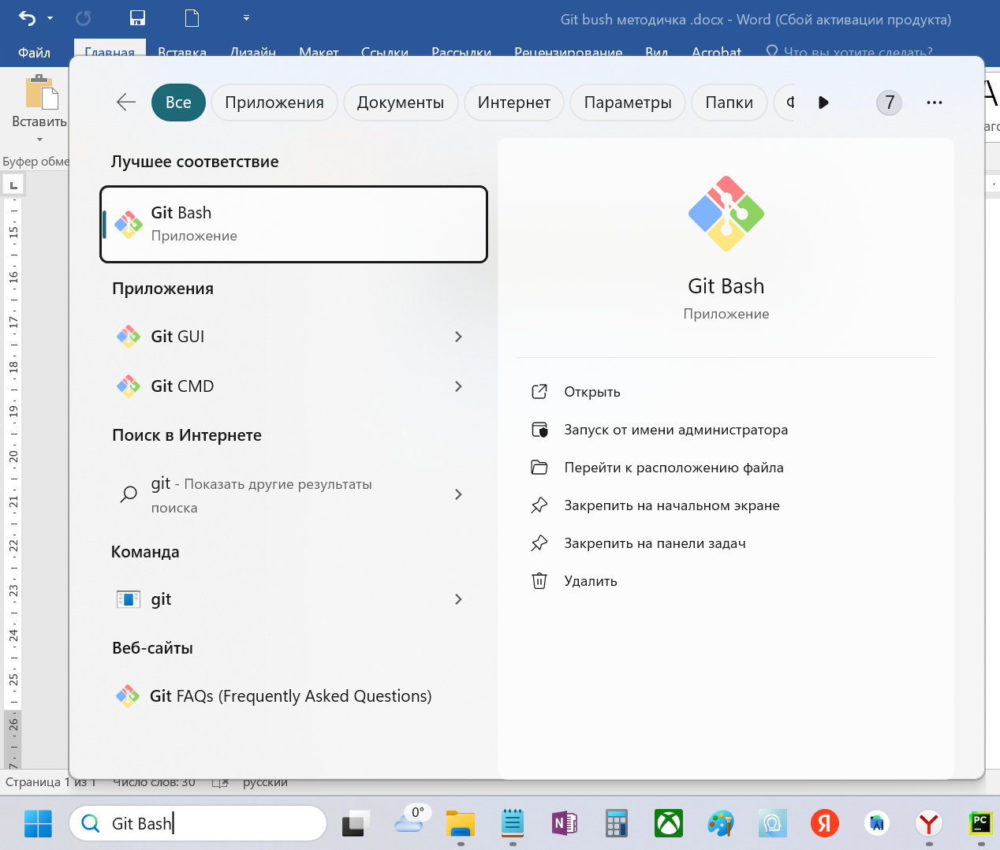 Git bush методичка .docx - Word (Сбой активации продукта)
Файл Главная Вставка Дизайн Макет Ссылки Рассылки Рецензирование Вид Acrobat Что вы хотите сделать?
Вставить
Буфер обме
Все Приложения Документы Интернет Параметры Папки 7
Лучшее соответствие
Git Bash
Приложение
Приложения
Git GUI
Git CMD
Поиск в Интернете
git - Показать другие результаты
поиска
Команда
git
Веб-сайты
Git FAQs (Frequently Asked Questions)
Git Bash
Приложение
Открыть
Запуск от имени администратора
Перейти к расположению файла
Закрепить на начальном экране
Закрепить на панели задач
Удалить
15
16
17
18
19
20
21
22
23
24
25
26
Страница 1 из 1 Число слов: 30 русский
Git Bash 0° N Я AI Y PC